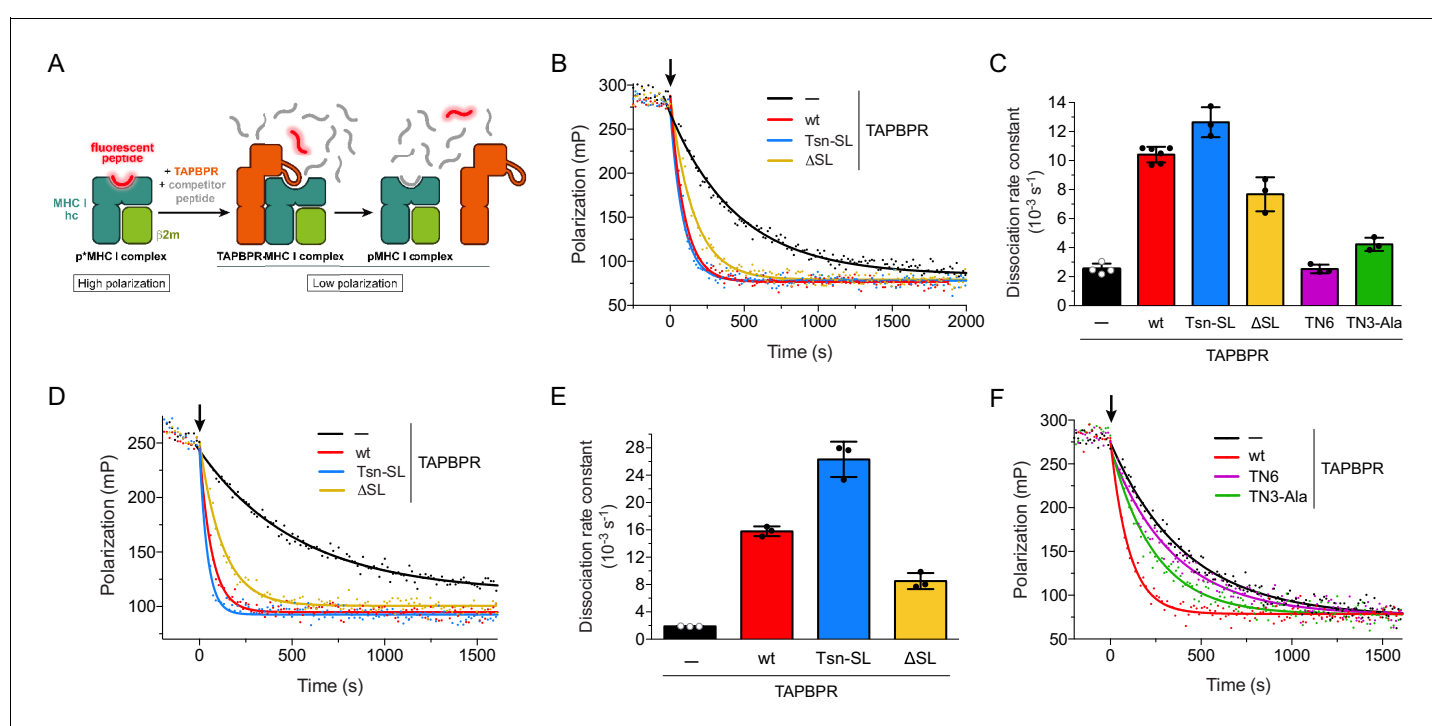 A
fluorescent
peptide
+ TAPBPR
+ competitor
peptide
MHC I
hc
β2m
p*MHC I complex
TAPBPR-MHC I complex
pMHC I complex
High polarization
Low polarization
B
300
250
200
150
100
50
Polarization (mP)
0
500
1000
1500
2000
Time (s)
—
wt
Tsn-SL
ΔSL
TAPBPR
C
14
12
10
8
6
4
2
0
Dissociation rate constant
(10⁻³ s⁻¹)
— wt Tsn-SL ΔSL TN6 TN3-Ala
TAPBPR
D
250
200
150
100
Polarization (mP)
0
500
1000
1500
Time (s)
—
wt
Tsn-SL
ΔSL
TAPBPR
E
28
24
20
16
12
8
4
0
Dissociation rate constant
(10⁻³ s⁻¹)
— wt Tsn-SL ΔSL
TAPBPR
F
300
250
200
150
100
50
Polarization (mP)
0
500
1000
1500
Time (s)
—
wt
TN6
TN3-Ala
TAPBPR